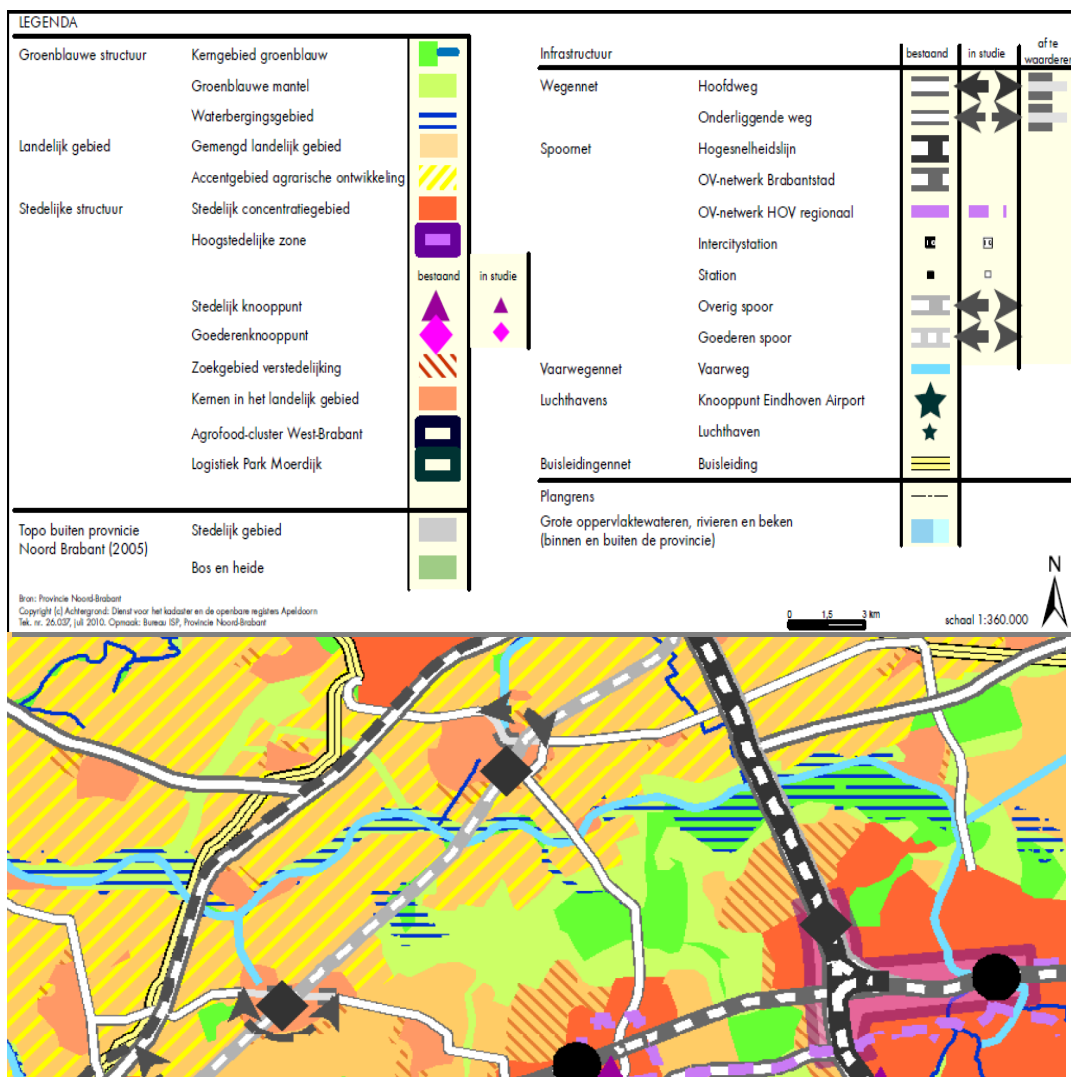 LEGENDA
Groenblauwe structuur Kerngebied groenblauw
Groenblauwe mantel
Waterbergingsgebied
Landelijk gebied Gemengd landelijk gebied
Accentgebied agrarische ontwikkeling
Stedelijke structuur Stedelijk concentratiegebied
Hoogstedelijke zone
bestaand in studie
Stedelijk knooppunt
Goederenknooppunt
Zoekgebied verstedelijking
Kernen in het landelijk gebied
Agrofood-cluster West-Brabant
Logistiek Park Moerdijk
Topo buiten provnicie Stedelijk gebied
Noord Brabant (2005)
Bos en heide
Bron: Provincie Noord-Brabant
Copyright (c) Achtergrond: Dienst voor het kadaster en de openbare registers Apeldoorn
Tek. nr. 26.037, juli 2010. Opmaak: Bureau ISP, Provincie Noord-Brabant
Infrastructuur bestaand in studie af te
waarderen
Wegennet Hoofdweg
Onderliggende weg
Spoornet Hogesnelheidslijn
OV-netwerk Brabantstad
OV-netwerk HOV regionaal
Intercitystation
Station
Overig spoor
Goederen spoor
Vaarwegennet Vaarweg
Luchthavens Knooppunt Eindhoven Airport
Luchthaven
Buisleidingennet Buisleiding
Plangrens
Grote oppervlaktewateren, rivieren en beken
(binnen en buiten de provincie)
N
0 1,5 3 km
schaal 1:360.000